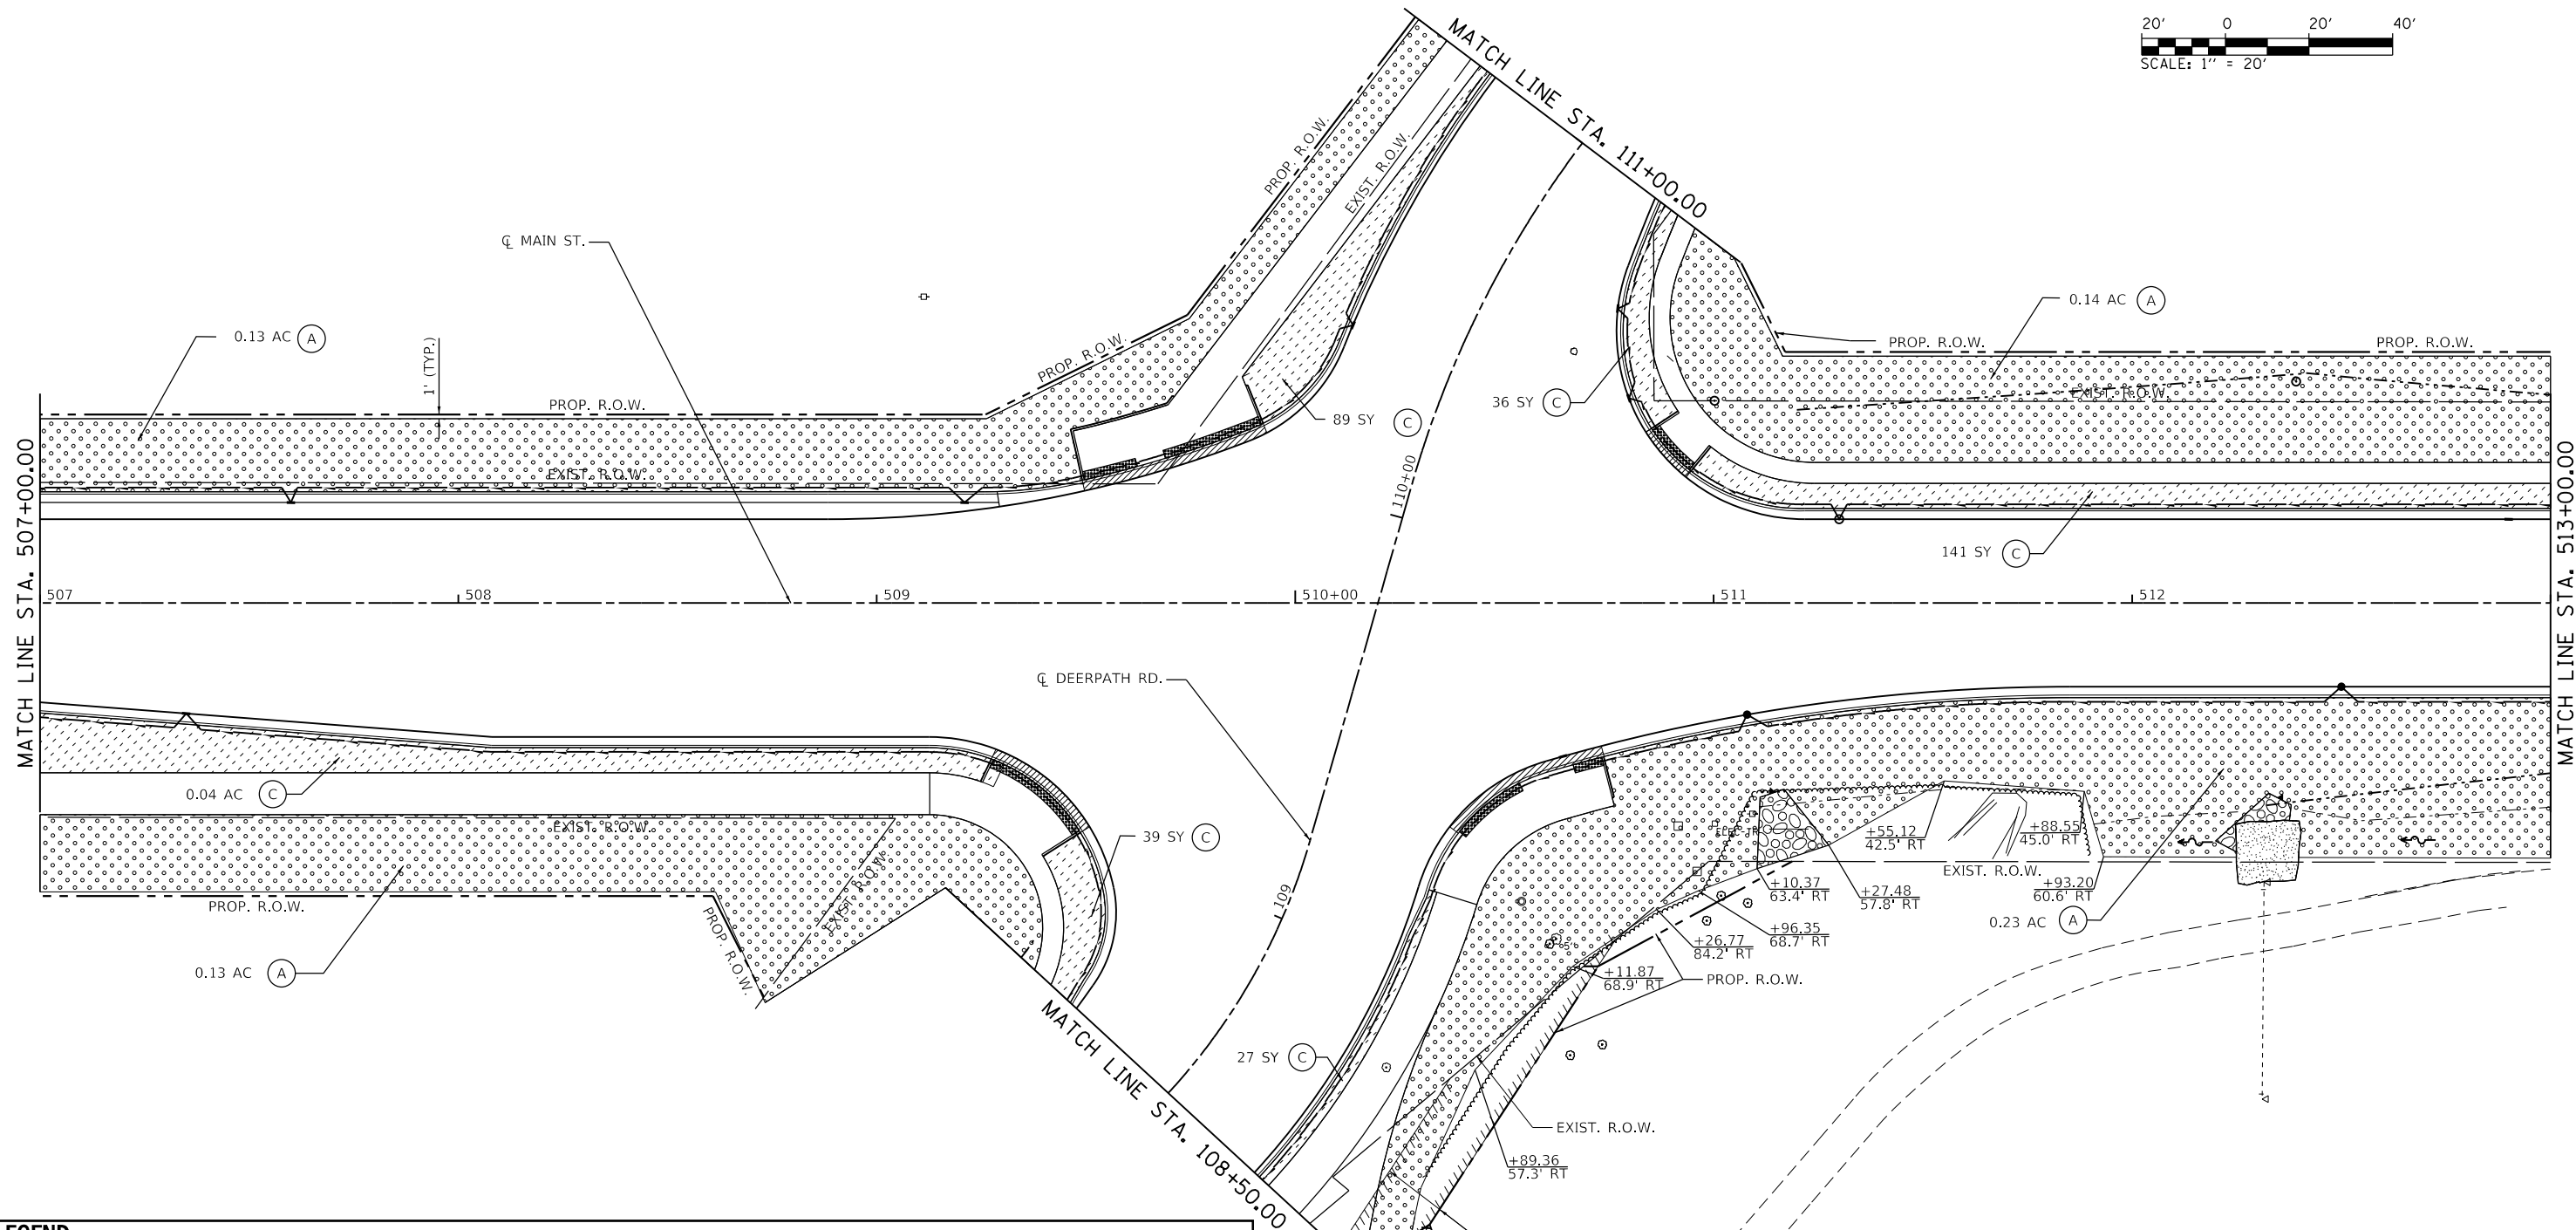 20' 0 20' 40'
SCALE: 1" = 20'
MATCH LINE STA. 111+00.00
PROP. R.O.W.
EXIST. R.O.W.
℄ MAIN ST.
0.13 AC A
1' (TYP.)
PROP. R.O.W.
PROP. R.O.W.
EXIST. R.O.W.
89 SY C
36 SY C
0.14 AC A
PROP. R.O.W.
PROP. R.O.W.
EXIST. R.O.W.
141 SY C
110+00
MATCH LINE STA. 507+00.00
MATCH LINE STA. 513+00.00
507
508
509
510+00
511
512
℄ DEERPATH RD.
0.04 AC C
EXIST. R.O.W.
EXIST. R.O.W.
39 SY C
109
PROP. R.O.W.
PROP. R.O.W.
0.13 AC A
MATCH LINE STA. 108+50.00
27 SY C
+55.12
42.5' RT
+88.55
45.0' RT
EXIST. R.O.W.
+10.37
63.4' RT
+27.48
57.8' RT
+93.20
60.6' RT
0.23 AC A
+96.35
68.7' RT
+26.77
84.2' RT
+11.87
68.9' RT
PROP. R.O.W.
EXIST. R.O.W.
+89.36
57.3' RT